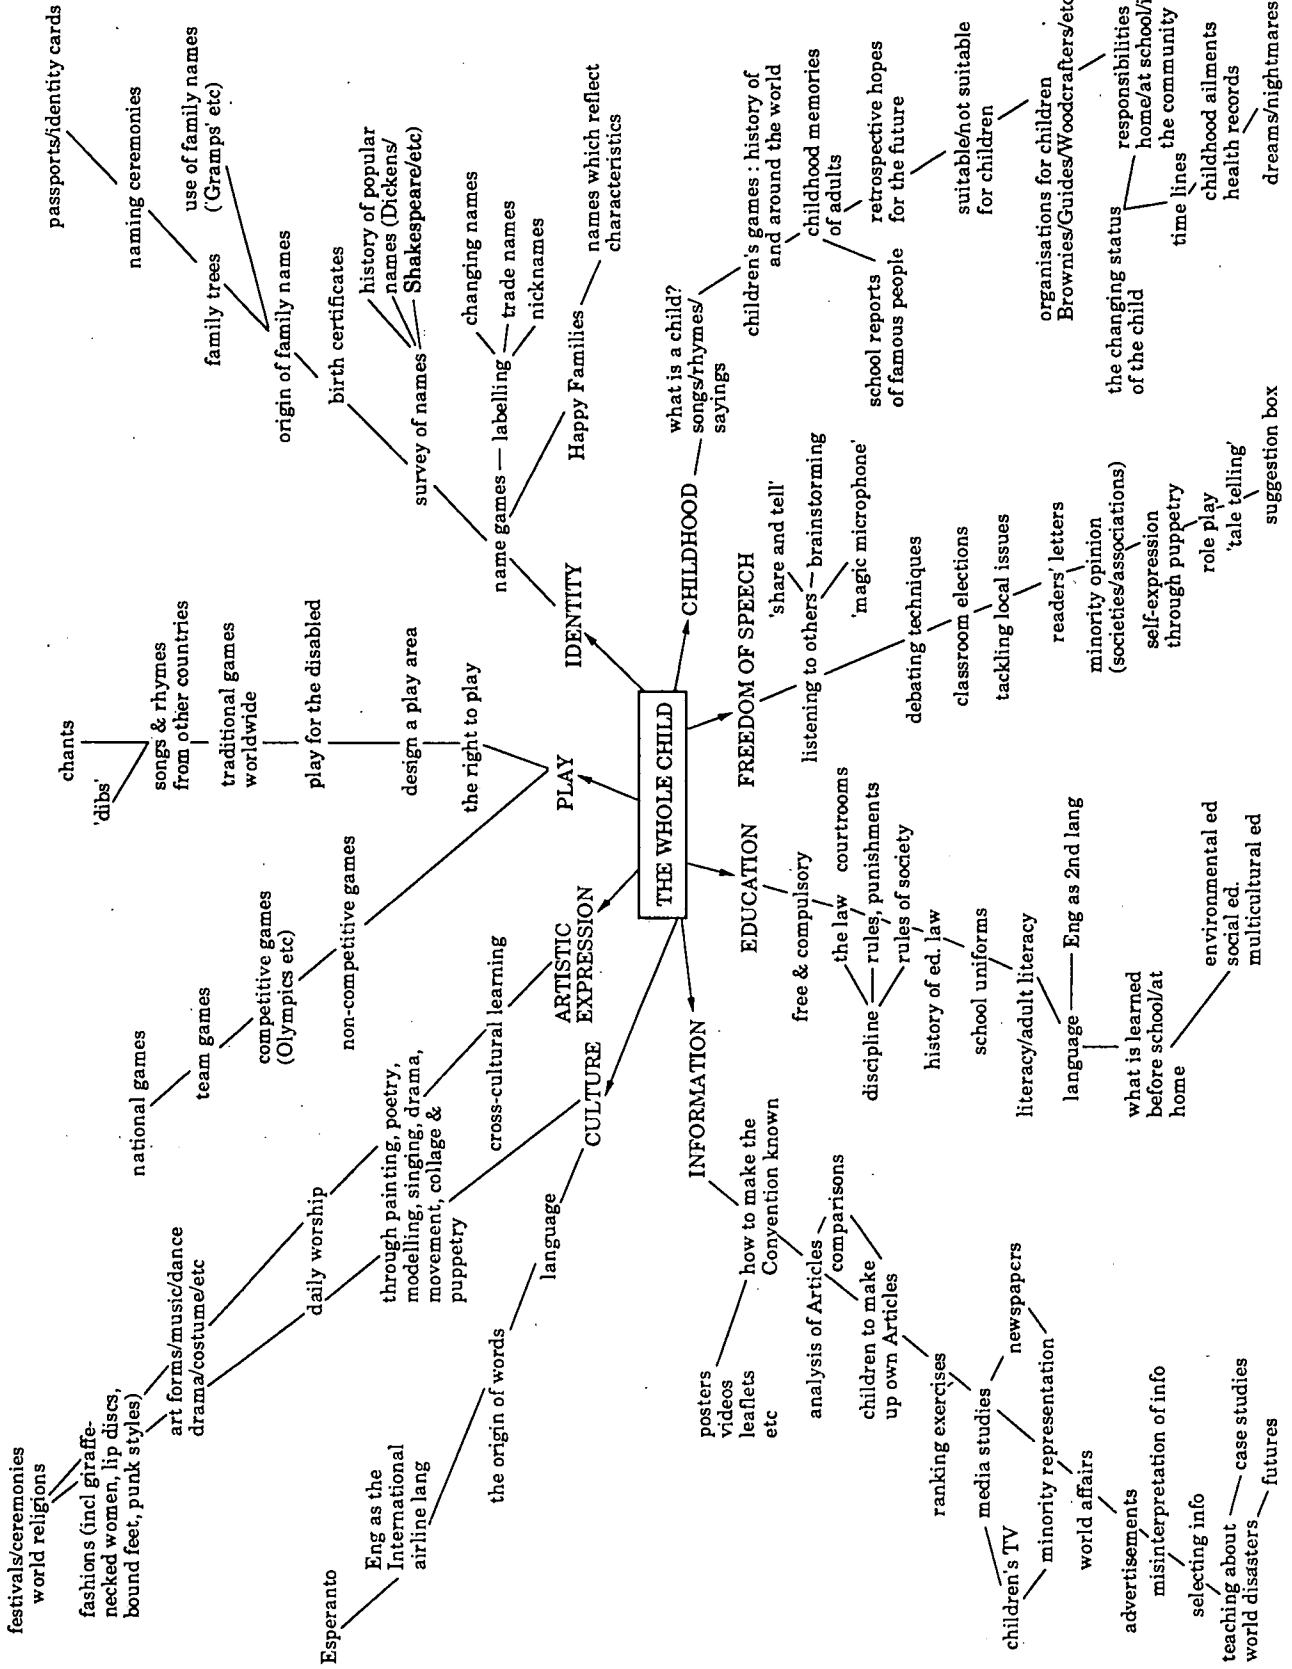 festivals/ceremonies
world religions
fashions (incl giraffe-
necked women, lip discs,
bound feet, punk styles)
art forms/music/dance
drama/costume/etc
daily worship
through painting, poetry,
modelling, singing, drama,
movement, collage &
puppetry
cross-cultural learning
ARTISTIC
EXPRESSION
Esperanto
Eng as the
International
airline lang
the origin of words
language
CULTURE
national games
team games
competitive games
(Olympics etc)
non-competitive games
chants
'dibs'
songs & rhymes
from other countries
traditional games
worldwide
play for the disabled
design a play area
the right to play
PLAY
passports/identity cards
naming ceremonies
family trees
use of family names
('Gramps' etc)
origin of family names
birth certificates
history of popular
names (Dickens/
Shakespeare/etc)
survey of names
changing names
trade names
nicknames
name games — labelling
Happy Families
names which reflect
characteristics
IDENTITY
THE WHOLE CHILD
CHILDHOOD
what is a child?
songs/rhymes/
sayings
children's games : history of
and around the world
childhood memories
of adults
school reports
of famous people
retrospective hopes
for the future
suitable/not suitable
for children
organisations for children
Brownies/Guides/Woodcrafters/etc
the changing status
of the child
responsibilities
home/at school/i
the community
time lines
childhood ailments
health records
dreams/nightmares
FREEDOM OF SPEECH
'share and tell'
listening to others — brainstorming
'magic microphone'
debating techniques
classroom elections
tackling local issues
readers' letters
minority opinion
(societies/associations)
self-expression
through puppetry
role play
'tale telling'
suggestion box
EDUCATION
free & compulsory
the law courtrooms
discipline — rules, punishments
rules of society
history of ed. law
school uniforms
literacy/adult literacy
language — Eng as 2nd lang
what is learned
before school/at
home
environmental ed
social ed.
multicultural ed
INFORMATION
how to make the
Convention known
posters
videos
leaflets
etc
analysis of Articles
comparisons
children to make
up own Articles
ranking exercises
media studies
newspapers
children's TV
minority representation
world affairs
advertisements
misinterpretation of info
selecting info
teaching about
world disasters
case studies
futures